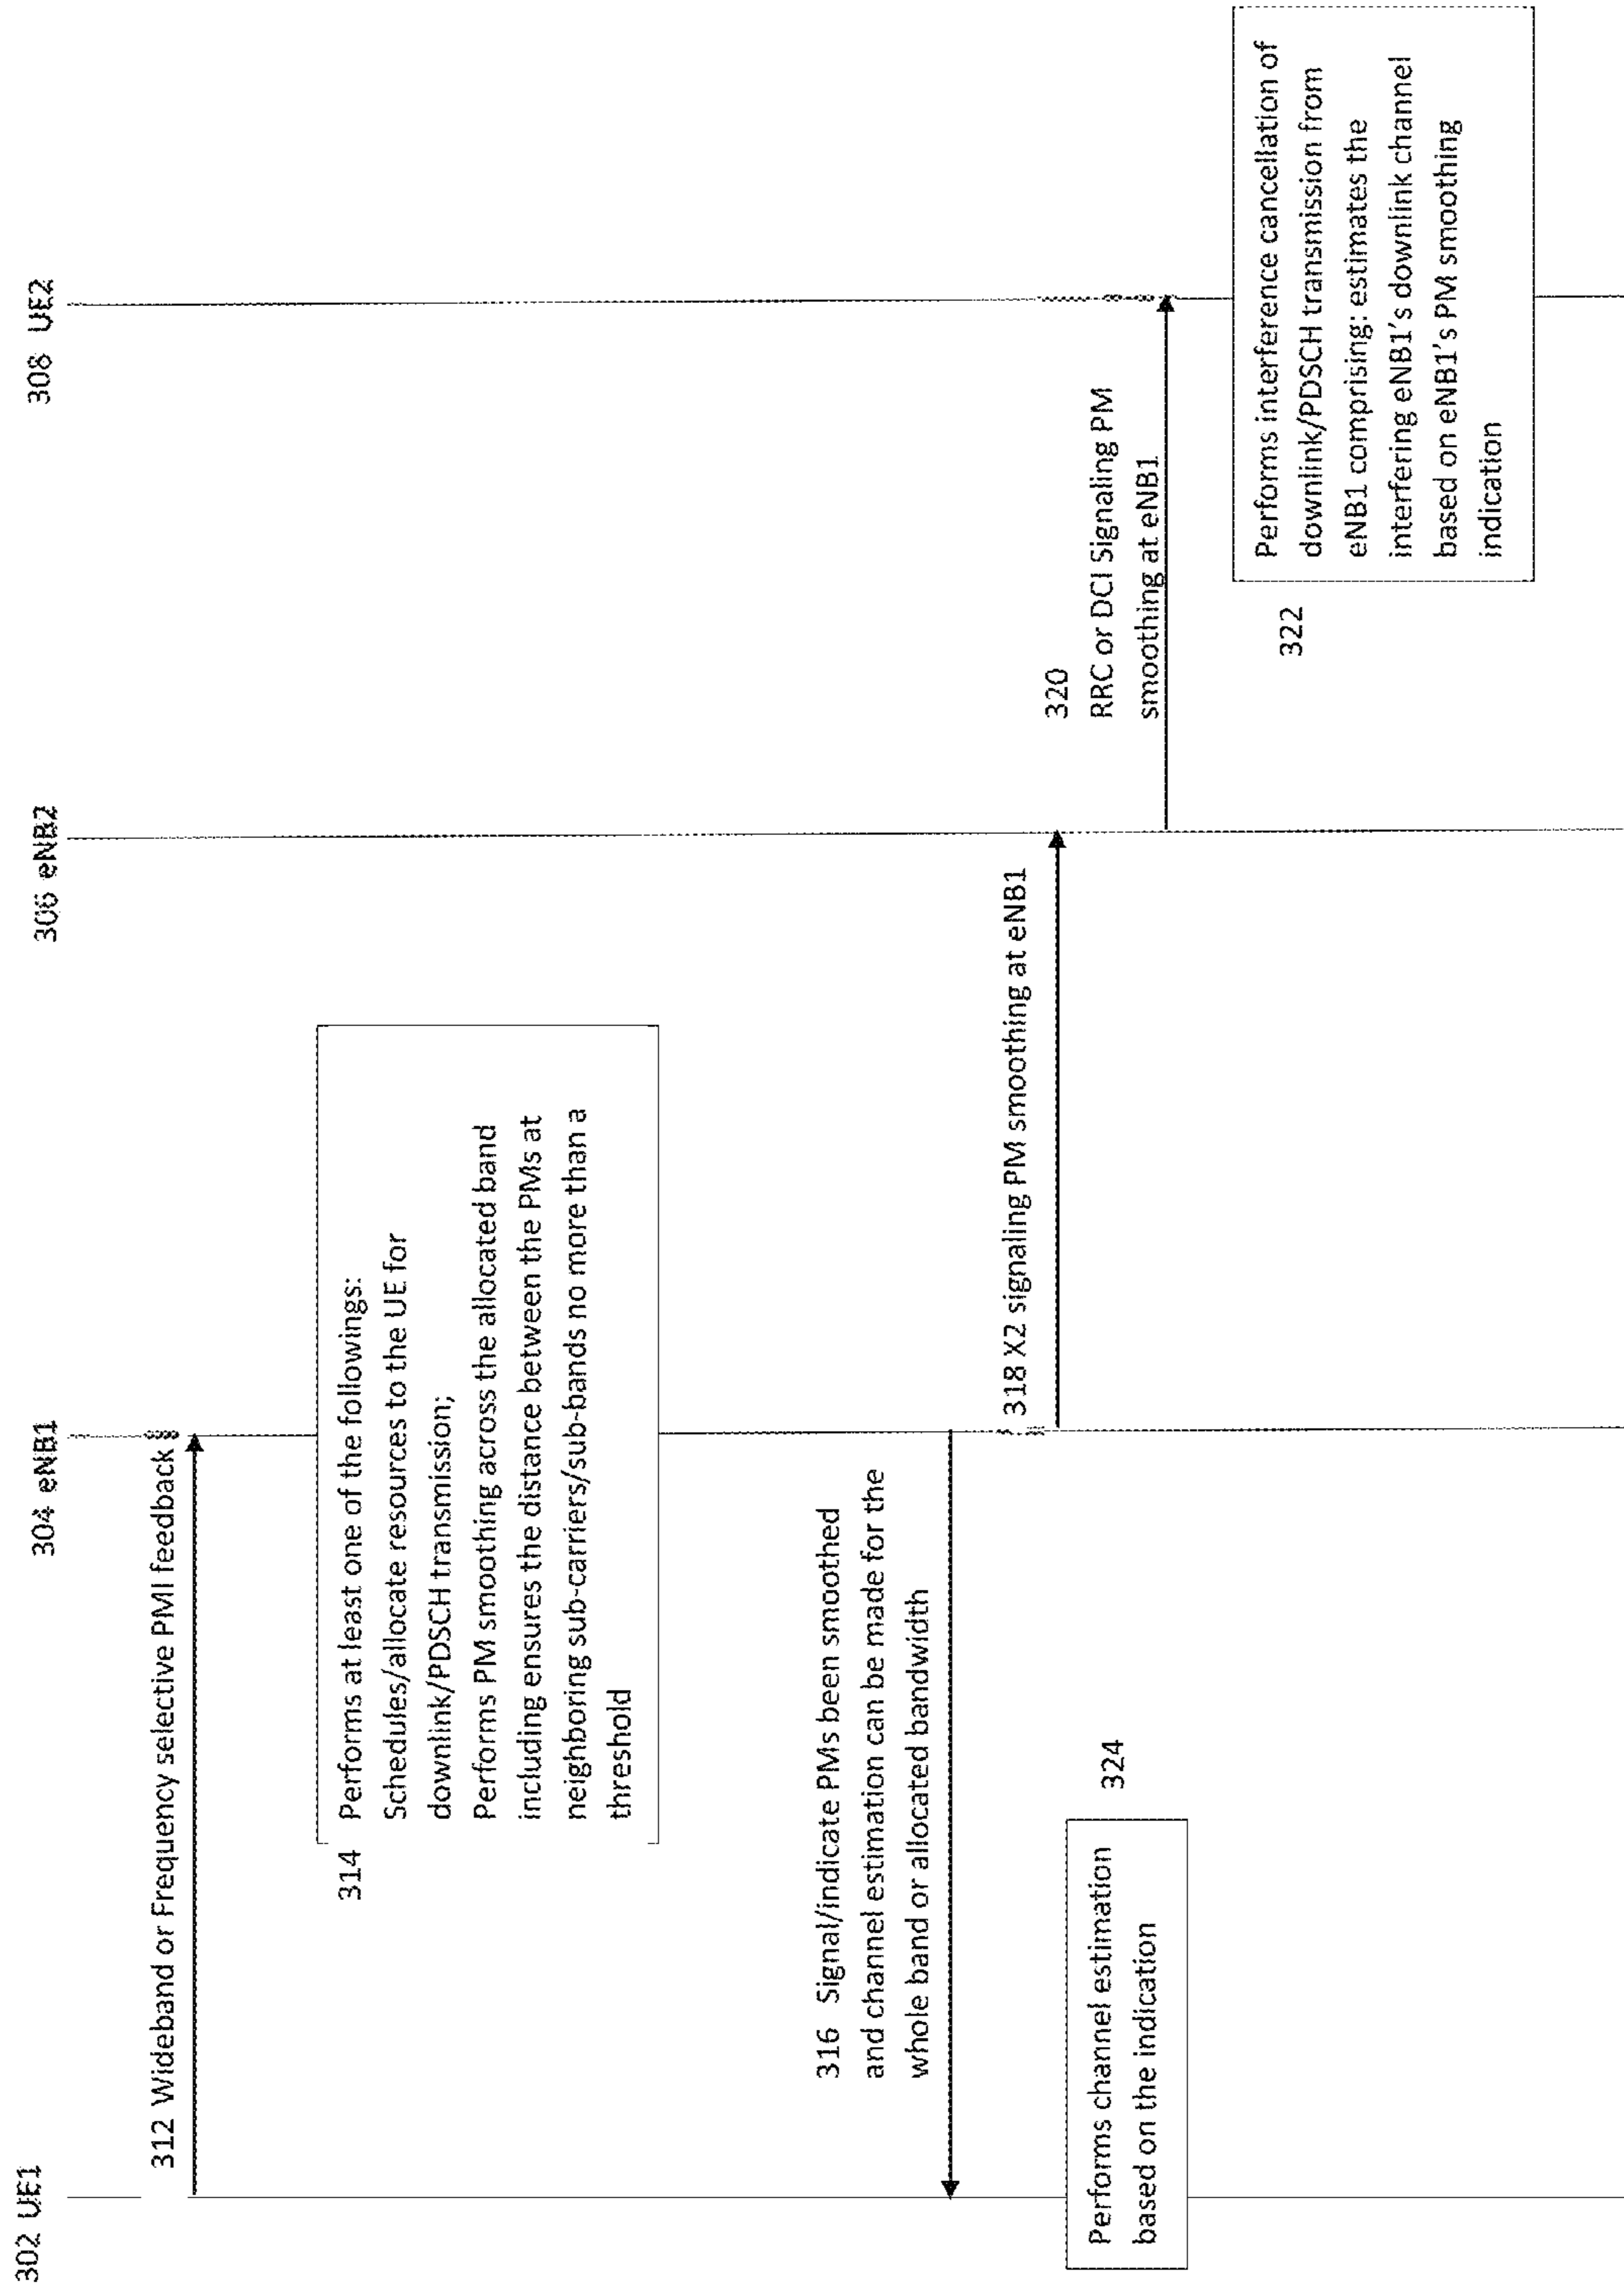 302 UE1
304 eNB1
306 eNB2
308 UE2
312 Wideband or Frequency selective PMI feedback
314 Performs at least one of the followings:
Schedules/allocate resources to the UE for
downlink/PDSCH transmission;
Performs PM smoothing across the allocated band
including ensures the distance between the PMs at
neighboring sub-carriers/sub-bands no more than a
threshold
316 Signal/indicate PMs been smoothed
and channel estimation can be made for the
whole band or allocated bandwidth
318 X2 signaling PM smoothing at eNB1
320
RRC or DCI Signaling PM
smoothing at eNB1
324
Performs channel estimation
based on the indication
322
Performs interference cancellation of
downlink/PDSCH transmission from
eNB1 comprising: estimates the
interfering eNB1's downlink channel
based on eNB1's PM smoothing
indication